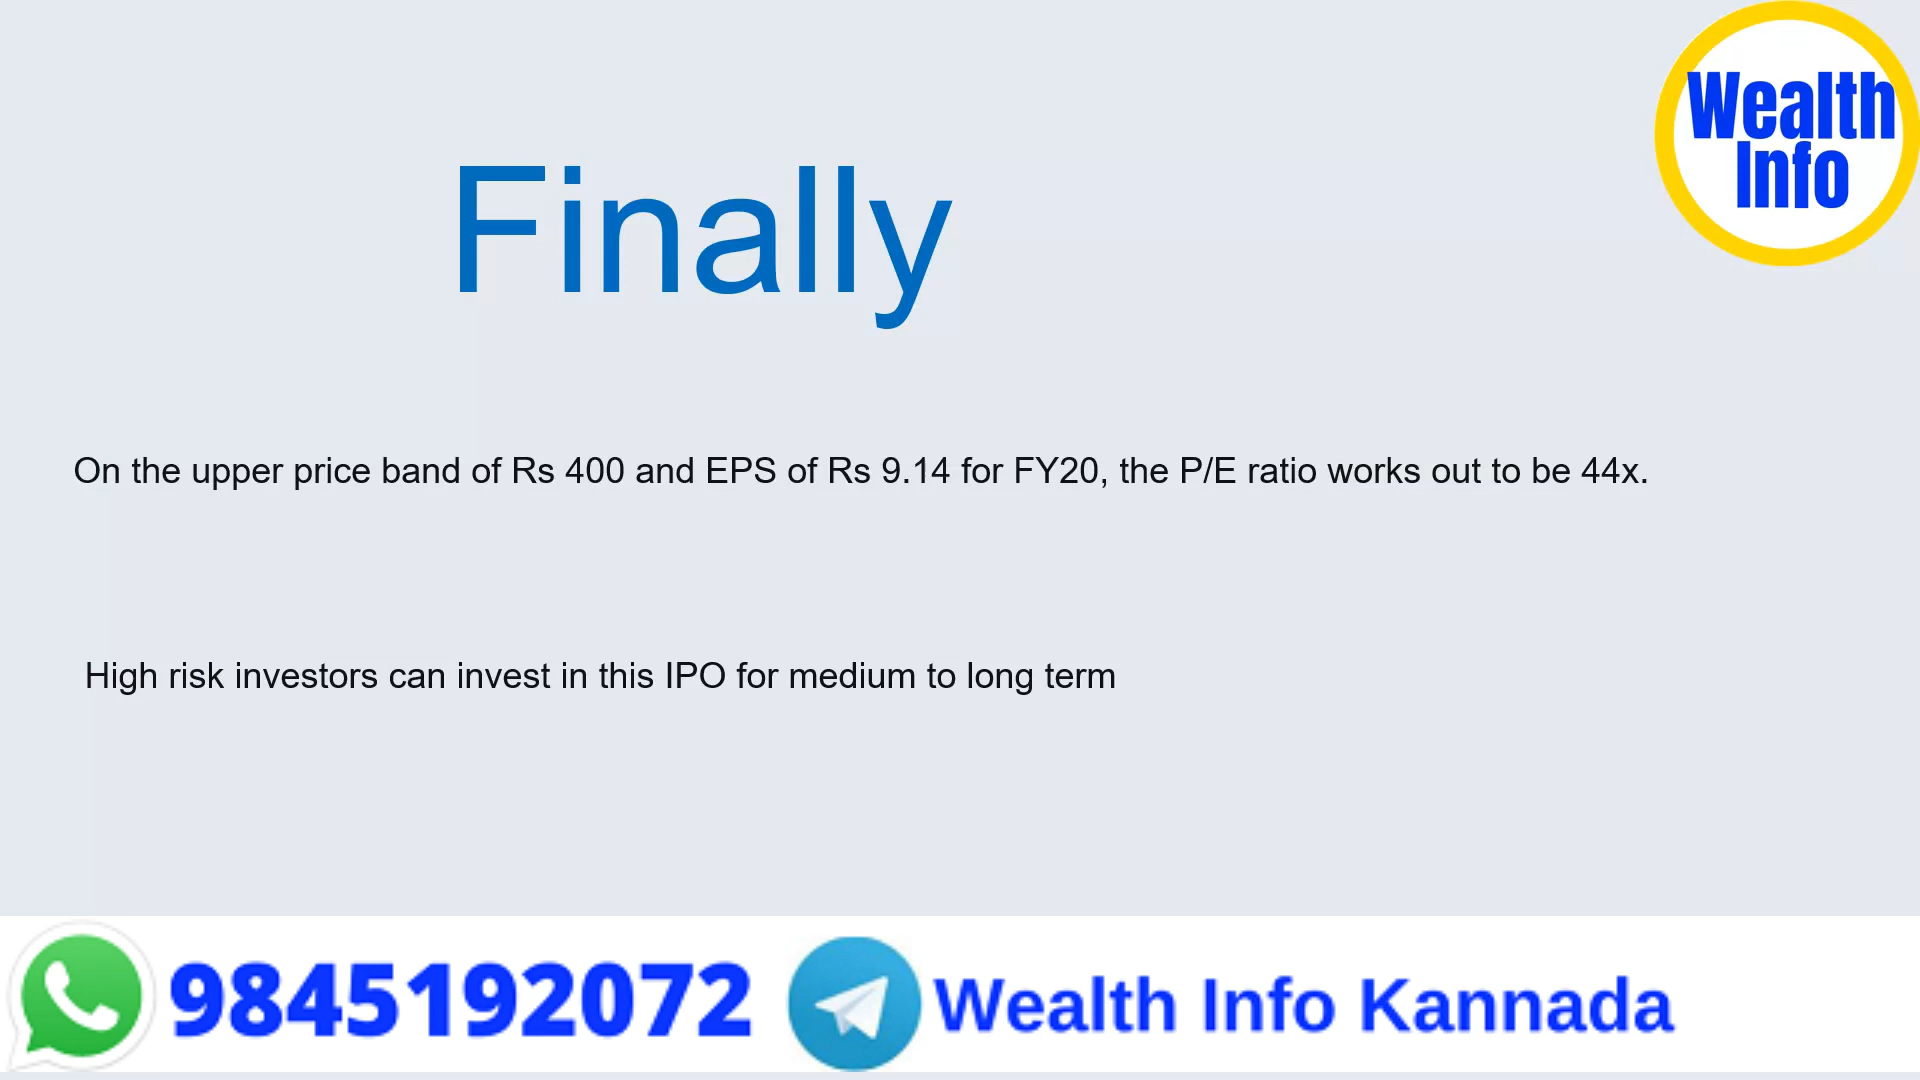 Wealth
Info
Finally
On the upper price band of Rs 400 and EPS of Rs 9.14 for FY20, the P/E ratio works out to be 44x.
High risk investors can invest in this IPO for medium to long term
9845192072 Wealth Info Kannada